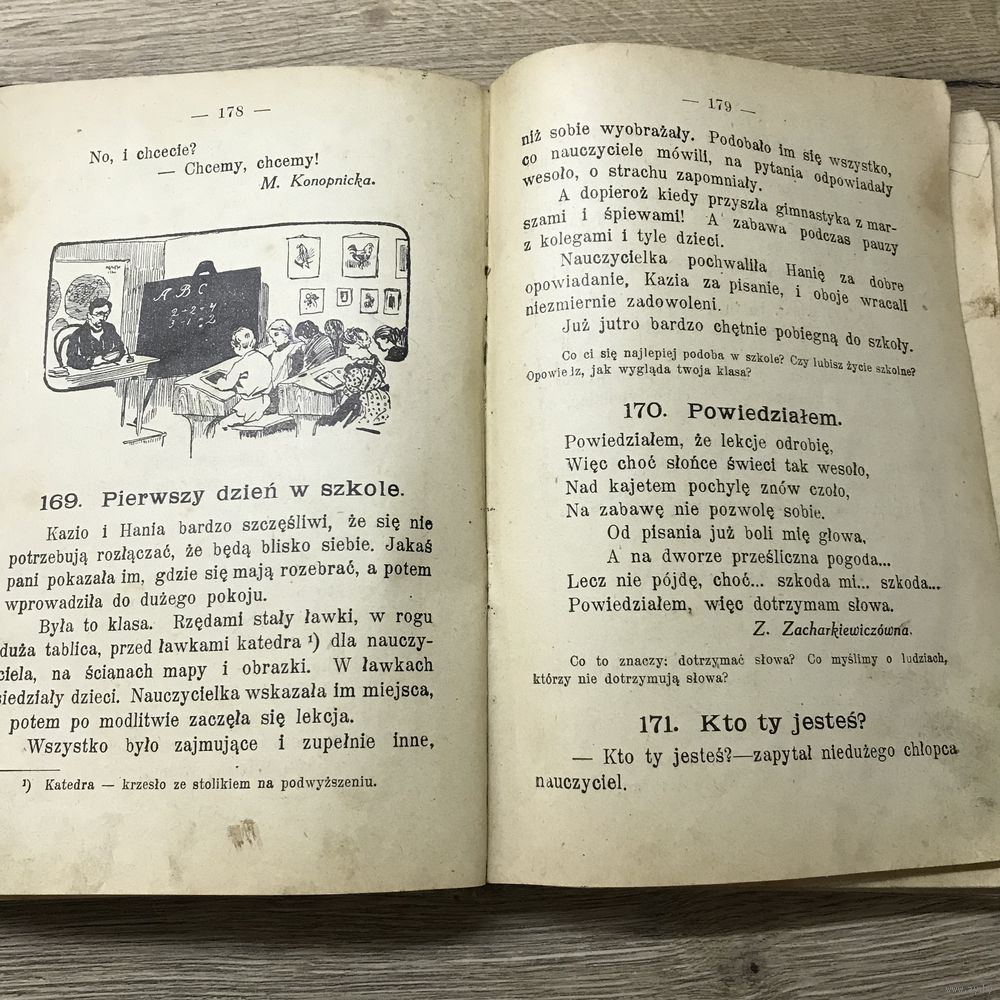 — 178 —
No, i chcecie?
— Chcemy, chcemy!
M. Konopnicka.
A B C
2-2-4
3-1=2
169. Pierwszy dzień w szkole.
Kazio i Hania bardzo szczęśliwi, że się nie
potrzebują rozłączać, że będą blisko siebie. Jakaś
pani pokazała im, gdzie się mają rozebrać, a potem
wprowadziła do dużego pokoju.
Była to klasa. Rzędami stały ławki, w rogu
duża tablica, przed ławkami katedra ¹) dla nauczy-
ciela, na ścianach mapy i obrazki. W ławkach
siedziały dzieci. Nauczycielka wskazała im miejsca,
potem po modlitwie zaczęła się lekcja.
Wszystko było zajmujące i zupełnie inne,
¹) Katedra — krzesło ze stolikiem na podwyższeniu.
— 179 —
niż sobie wyobrażały. Podobało im się wszystko,
co nauczyciele mówili, na pytania odpowiadały
wesoło, o strachu zapomniały.
A dopieroż kiedy przyszła gimnastyka z mar-
szami i śpiewami! A zabawa podczas pauzy
z kolegami i tyle dzieci.
Nauczycielka pochwaliła Hanię za dobre
opowiadanie, Kazia za pisanie, i oboje wracali
niezmiernie zadowoleni.
Już jutro bardzo chętnie pobiegną do szkoły.
Co ci się najlepiej podoba w szkole? Czy lubisz życie szkolne?
Opowiedz, jak wygląda twoja klasa?
170. Powiedziałem.
Powiedziałem, że lekcje odrobię,
Więc choć słońce świeci tak wesoło,
Nad kajetem pochylę znów czoło,
Na zabawę nie pozwolę sobie.
Od pisania już boli mię głowa,
A na dworze prześliczna pogoda...
Lecz nie pójdę, choć... szkoda mi... szkoda...
Powiedziałem, więc dotrzymam słowa.
Z. Zacharkiewiczówna.
Co to znaczy: dotrzymać słowa? Co myślimy o ludziach,
którzy nie dotrzymują słowa?
171. Kto ty jesteś?
— Kto ty jesteś?—zapytał niedużego chłopca
nauczyciel.